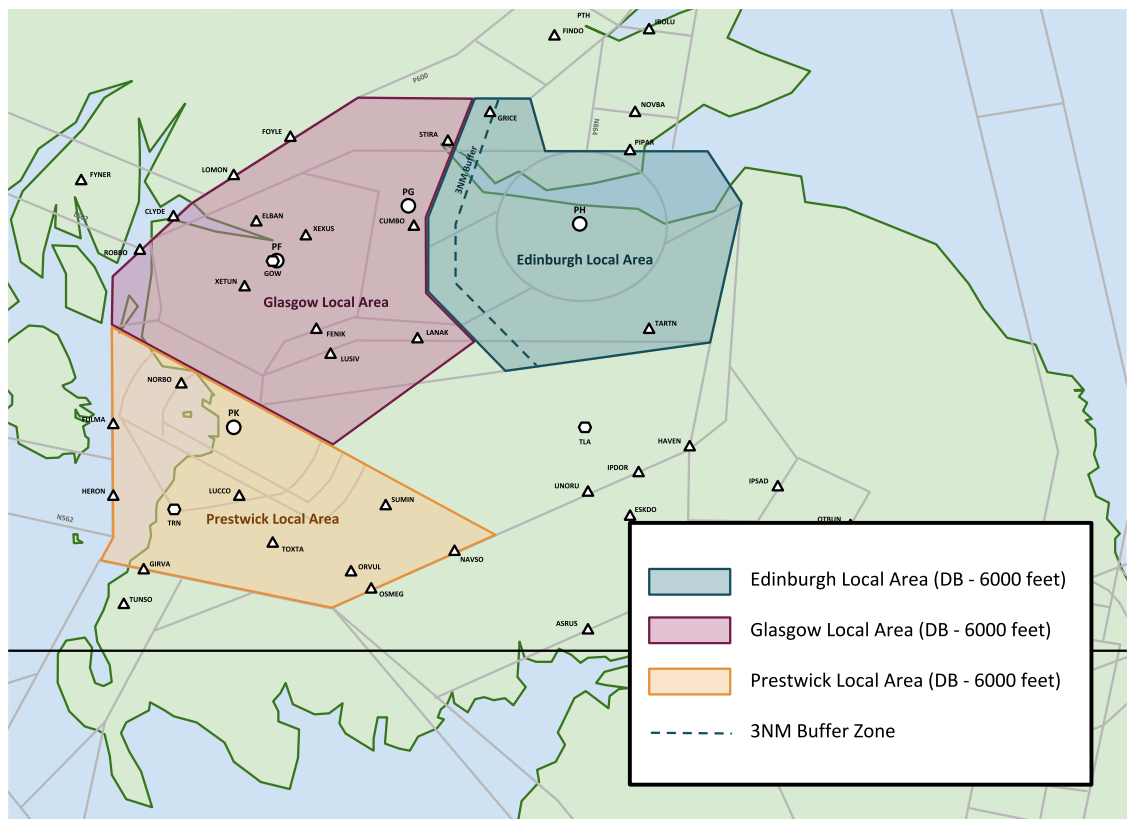 PTH
IBOLU
FINDO
P600
NOVBA
GRICE
N864
FOYLE
STIRA
PIPAR
3NM Buffer
LOMON
FYNER
PG
PH
CLYDE
ELBAN
CUMBO
XEXUS
ROBBO
PF
GOW
Edinburgh Local Area
XETUN
Glasgow Local Area
FENIK
LANAK
TARTN
LUSIV
NORBO
PK
FULMA
TLA
HAVEN
IPDOR
IPSAD
HERON
LUCCO
UNORU
SUMIN
TRN
N562
Prestwick Local Area
ESKDO
OTBUN
TOXTA
NAVSO
GIRVA
ORVUL
OSMEG
TUNSO
ASRUS
Edinburgh Local Area (DB - 6000 feet)
Glasgow Local Area (DB - 6000 feet)
Prestwick Local Area (DB - 6000 feet)
3NM Buffer Zone